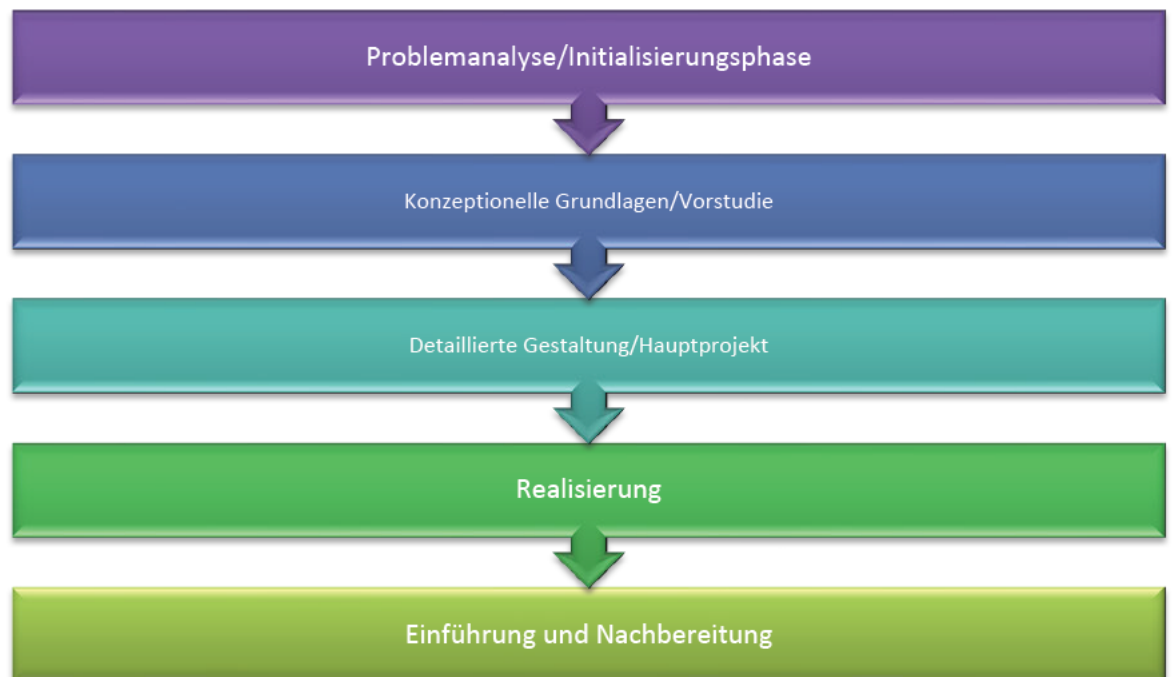 Problemanalyse/Initialisierungsphase
Konzeptionelle Grundlagen/Vorstudie
Detaillierte Gestaltung/Hauptprojekt
Realisierung
Einführung und Nachbereitung